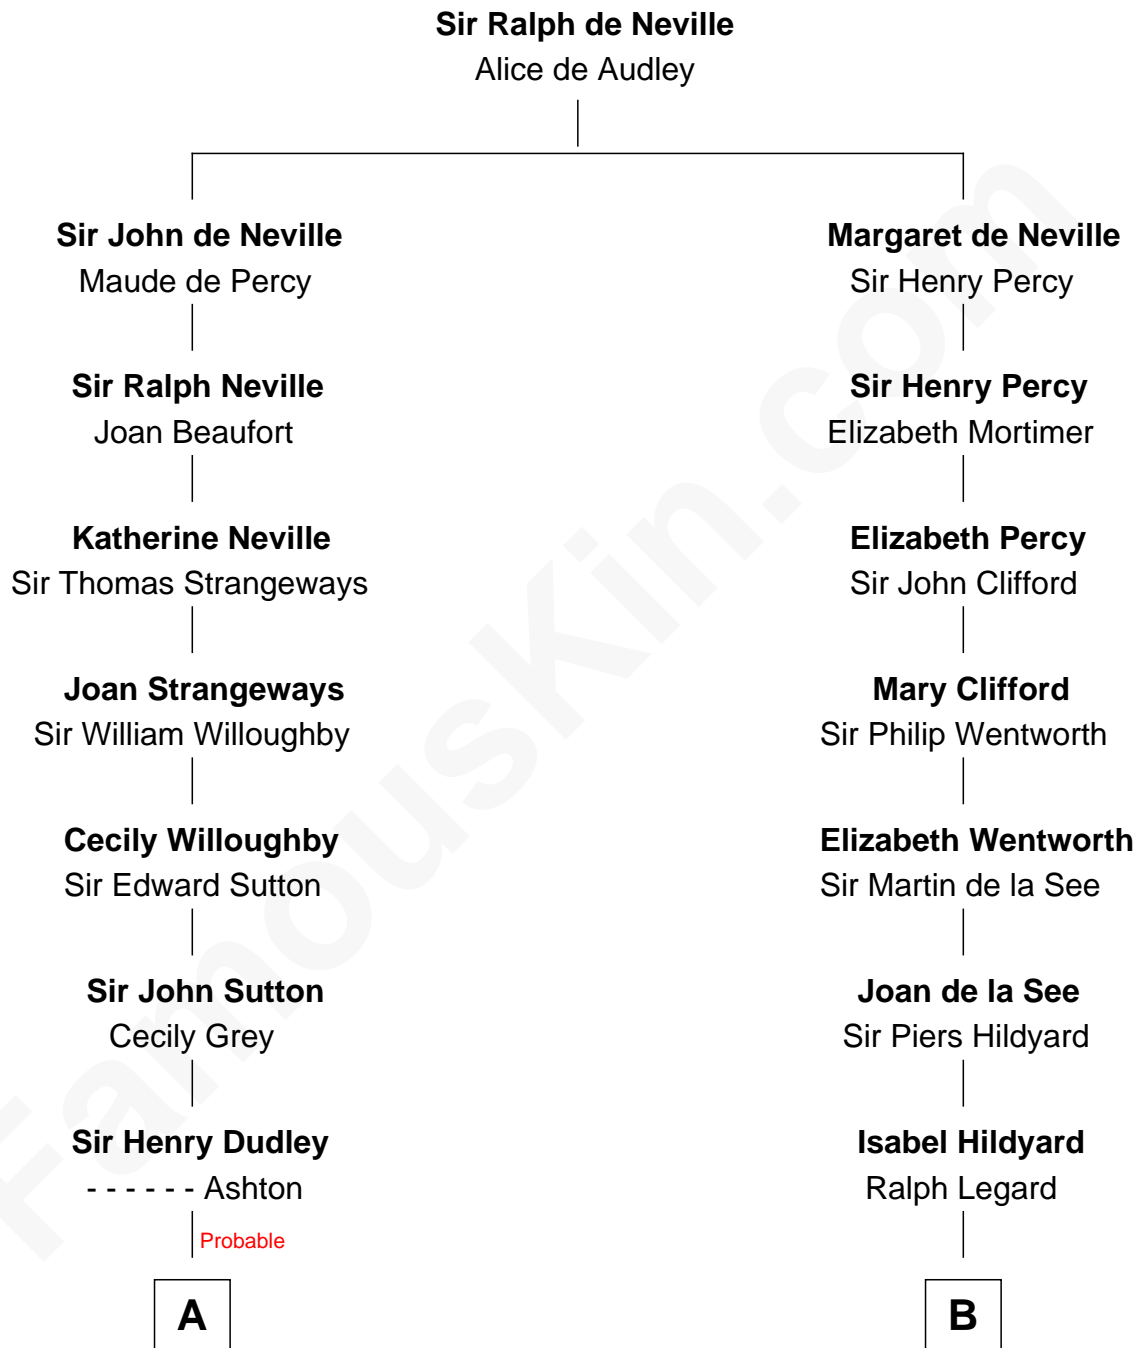 Sir Ralph de Neville
Alice de Audley
Sir John de Neville
Maude de Percy
Margaret de Neville
Sir Henry Percy
Sir Ralph Neville
Joan Beaufort
Sir Henry Percy
Elizabeth Mortimer
Katherine Neville
Sir Thomas Strangeways
Elizabeth Percy
Sir John Clifford
Joan Strangeways
Sir William Willoughby
Mary Clifford
Sir Philip Wentworth
Cecily Willoughby
Sir Edward Sutton
Elizabeth Wentworth
Sir Martin de la See
Sir John Sutton
Cecily Grey
Joan de la See
Sir Piers Hildyard
Sir Henry Dudley
- - - - - - Ashton
Isabel Hildyard
Ralph Legard
Probable
A
B
FamousKin.com